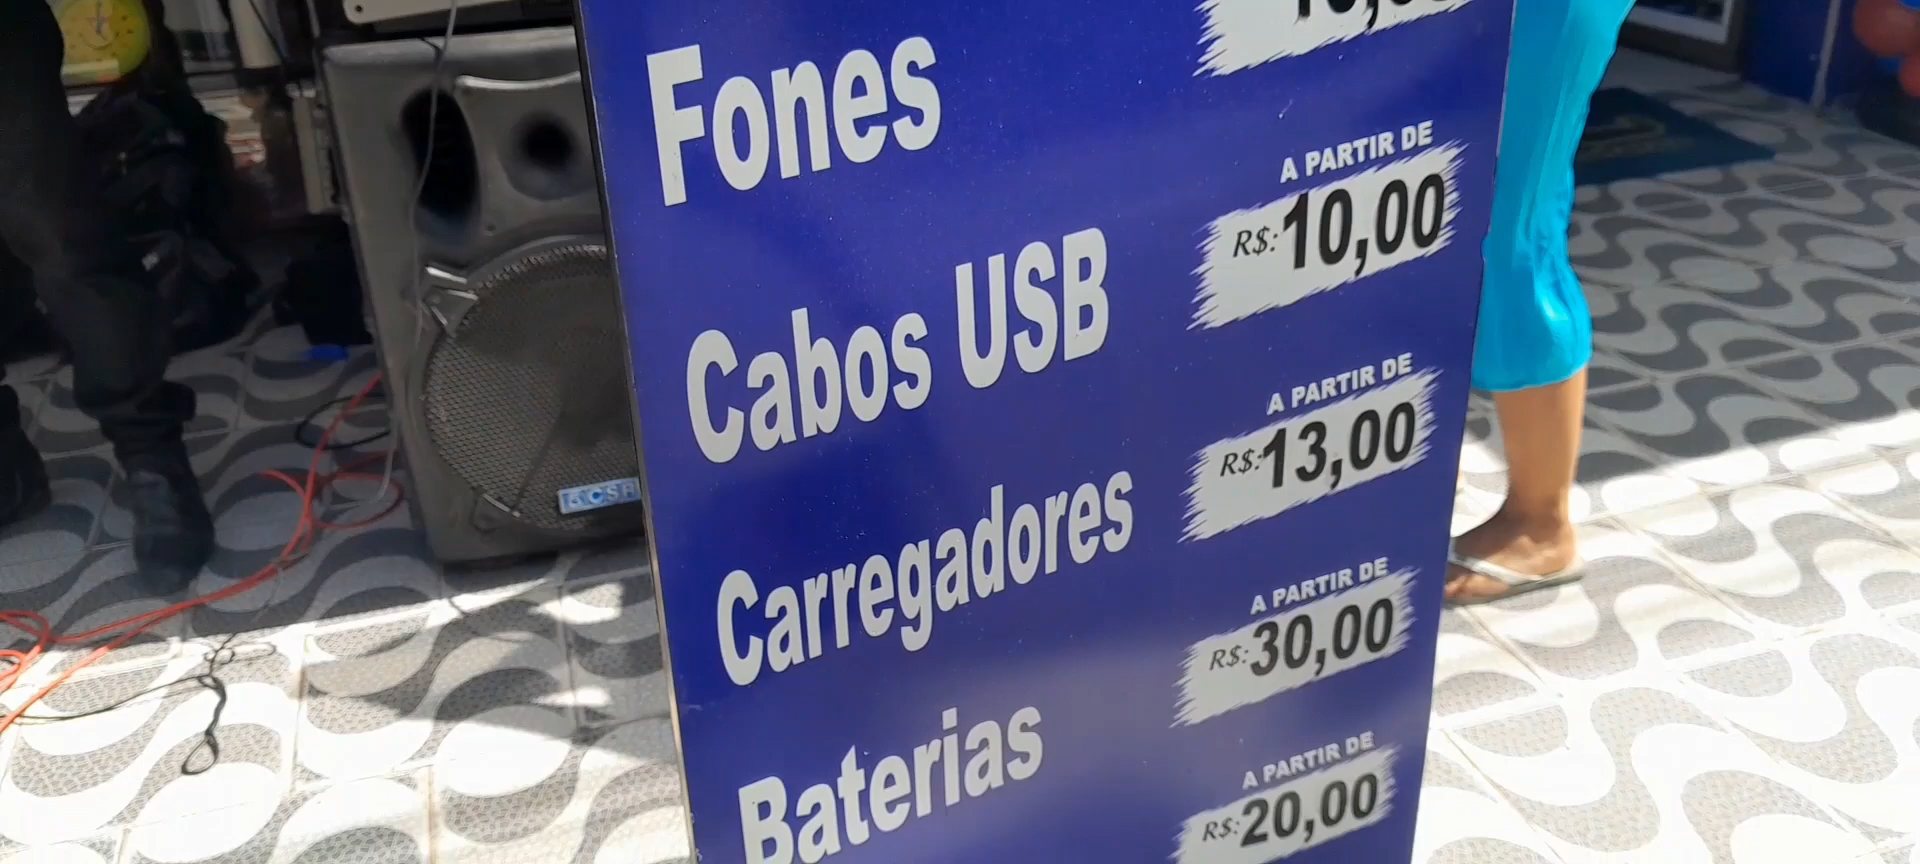 Fones
A PARTIR DE
R$: 10,00
Cabos USB
A PARTIR DE
R$: 13,00
Carregadores
A PARTIR DE
R$: 30,00
Baterias
A PARTIR DE
R$: 20,00